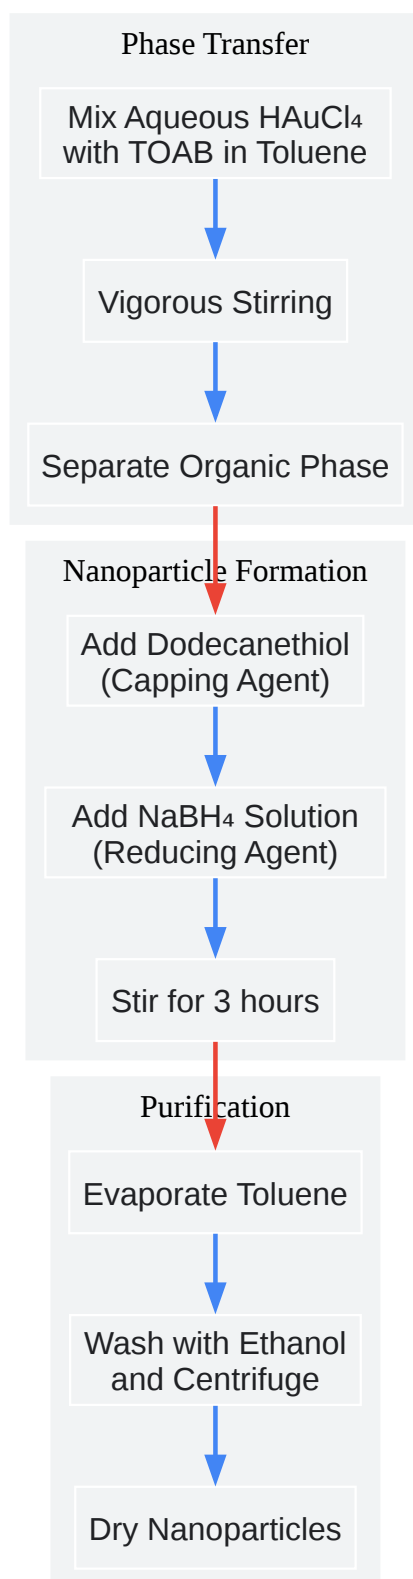 Phase Transfer
Mix Aqueous HAuCl₄
with TOAB in Toluene
Vigorous Stirring
Separate Organic Phase
Nanoparticle Formation
Add Dodecanethiol
(Capping Agent)
Add NaBH₄ Solution
(Reducing Agent)
Stir for 3 hours
Purification
Evaporate Toluene
Wash with Ethanol
and Centrifuge
Dry Nanoparticles